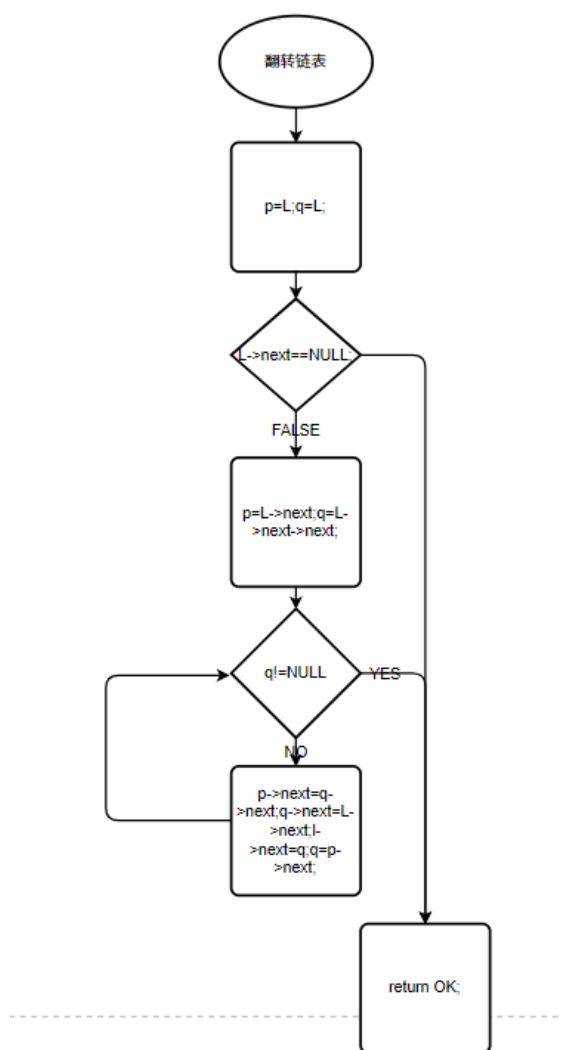 翻转链表
p=L;q=L;
L->next==NULL;
FALSE
p=L->next;q=L-
>next->next;
q!=NULL
YES
NO
p->next=q-
>next;q->next=L-
>next;l-
>next=q;q=p-
>next;
return OK;